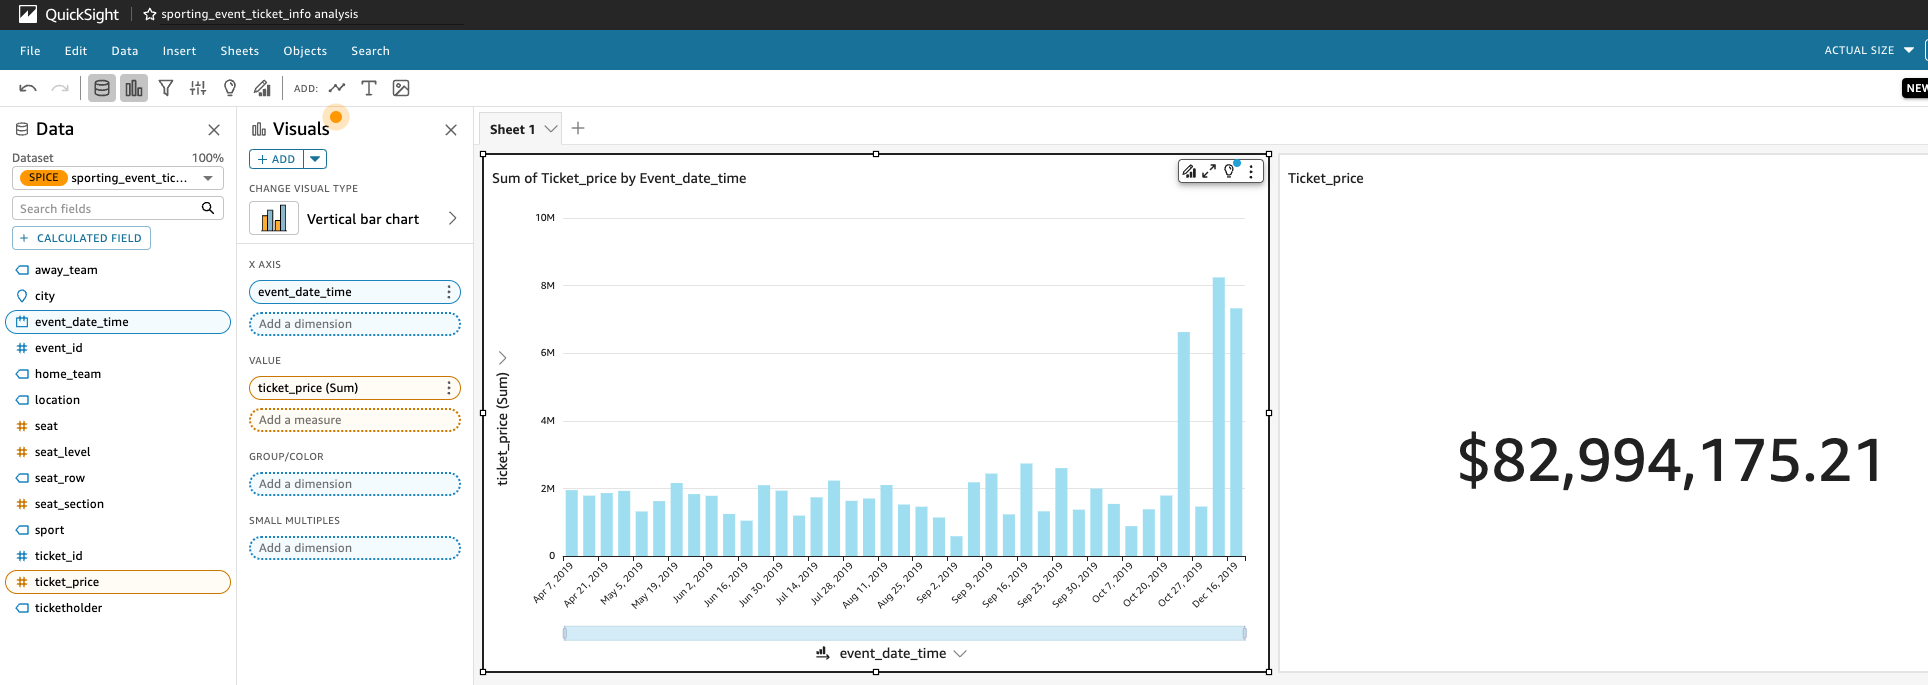 QuickSight
sporting_event_ticket_info analysis
File Edit Data Insert Sheets Objects Search
ACTUAL SIZE
ADD:
NEW
Data
Dataset 100%
SPICE sporting_event_tic...
Search fields
+ CALCULATED FIELD
away_team
city
event_date_time
event_id
home_team
location
seat
seat_level
seat_row
seat_section
sport
ticket_id
ticket_price
ticketholder
Visuals
+ ADD
CHANGE VISUAL TYPE
Vertical bar chart
X AXIS
event_date_time
Add a dimension
VALUE
ticket_price (Sum)
Add a measure
GROUP/COLOR
Add a dimension
SMALL MULTIPLES
Add a dimension
Sheet 1
Sum of Ticket_price by Event_date_time
10M
8M
6M
4M
2M
0
ticket_price (Sum)
Apr 7, 2019
Apr 21, 2019
May 5, 2019
May 19, 2019
Jun 2, 2019
Jun 16, 2019
Jun 30, 2019
Jul 14, 2019
Jul 28, 2019
Aug 11, 2019
Aug 25, 2019
Sep 2, 2019
Sep 9, 2019
Sep 16, 2019
Sep 23, 2019
Sep 30, 2019
Oct 7, 2019
Oct 20, 2019
Oct 27, 2019
Dec 16, 2019
event_date_time
Ticket_price
$82,994,175.21